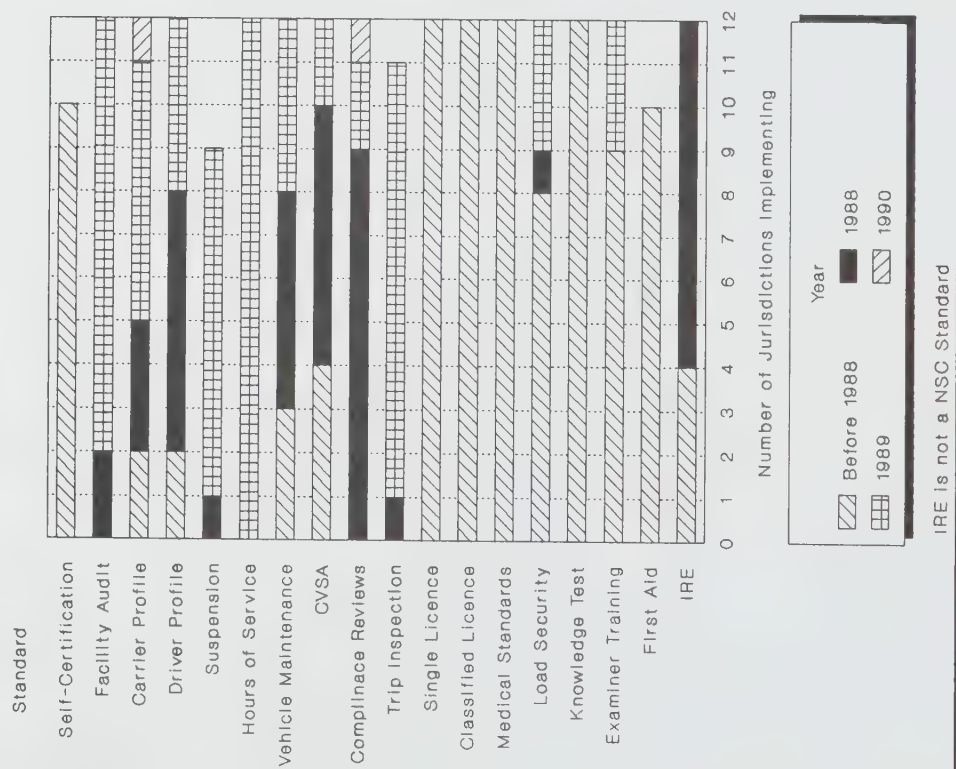 Standard
Self-Certification
Facility Audit
Carrier Profile
Driver Profile
Suspension
Hours of Service
Vehicle Maintenance
CVSA
Complinace Reviews
Trip Inspection
Single Licence
Classified Licence
Medical Standards
Load Security
Knowledge Test
Examiner Training
First Aid
IRE
0 1 2 3 4 5 6 7 8 9 10 11 12
Number of Jurisdictions Implementing
Year
Before 1988 1988
1989 1990
IRE is not a NSC Standard